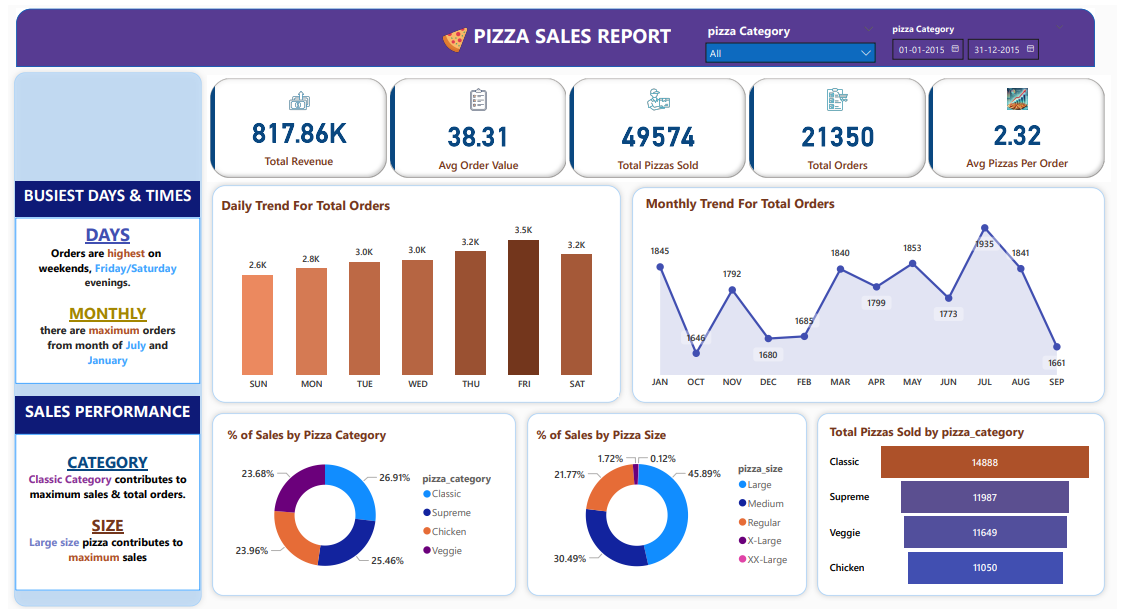 PIZZA SALES REPORT
pizza Category
All
pizza Category
01-01-2015
31-12-2015
817.86K
Total Revenue
38.31
Avg Order Value
49574
Total Pizzas Sold
21350
Total Orders
2.32
Avg Pizzas Per Order
BUSIEST DAYS & TIMES
DAYS
Orders are highest on
weekends, Friday/Saturday
evenings.
MONTHLY
there are maximum orders
from month of July and
January
SALES PERFORMANCE
CATEGORY
Classic Category contributes to
maximum sales & total orders.
SIZE
Large size pizza contributes to
maximum sales
Daily Trend For Total Orders
2.6K
2.8K
3.0K
3.0K
3.2K
3.5K
3.2K
SUN
MON
TUE
WED
THU
FRI
SAT
Monthly Trend For Total Orders
1845
1646
1792
1680
1685
1840
1799
1853
1773
1935
1841
1661
JAN
OCT
NOV
DEC
FEB
MAR
APR
MAY
JUN
JUL
AUG
SEP
% of Sales by Pizza Category
23.68%
26.91%
23.96%
25.46%
pizza_category
Classic
Supreme
Chicken
Veggie
% of Sales by Pizza Size
1.72%
0.12%
21.77%
45.89%
30.49%
pizza_size
Large
Medium
Regular
X-Large
XX-Large
Total Pizzas Sold by pizza_category
Classic
14888
Supreme
11987
Veggie
11649
Chicken
11050